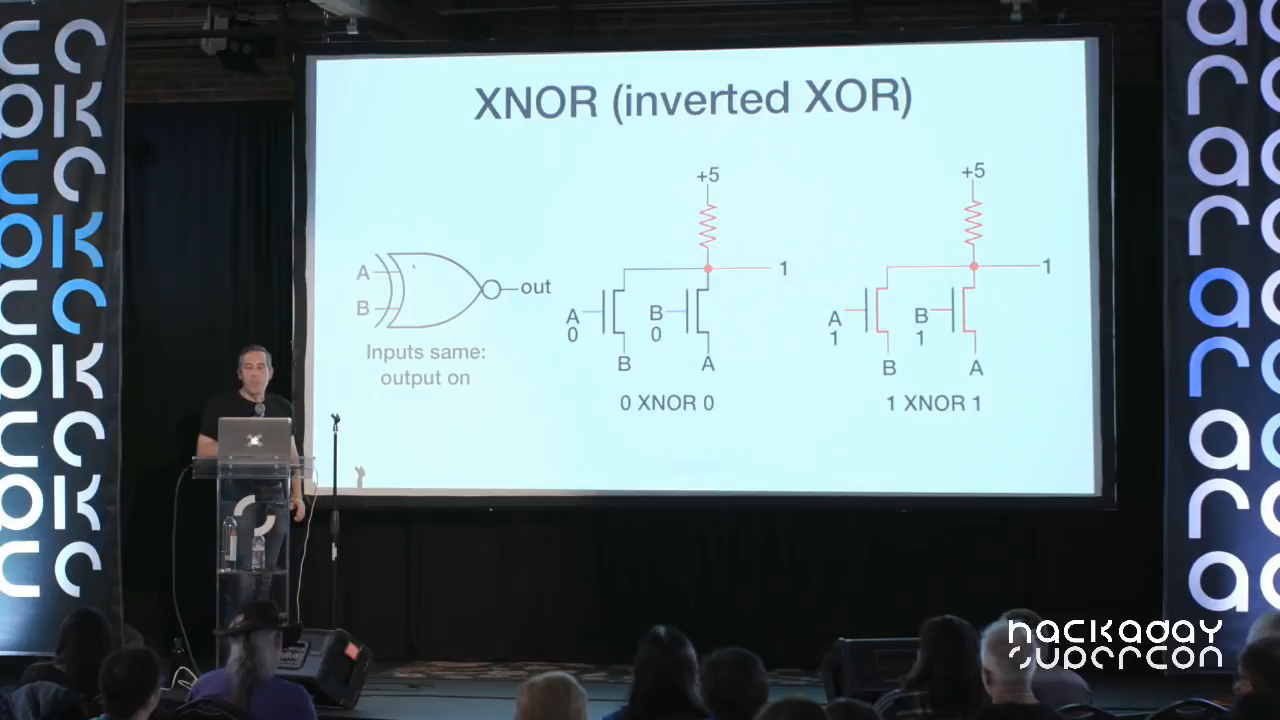 XNOR (inverted XOR)
+5
+5
A
B
out
Inputs same:
output on
1
A
0
B
0
B
A
0 XNOR 0
1
A
1
B
1
B
A
1 XNOR 1
hackaday
supercon